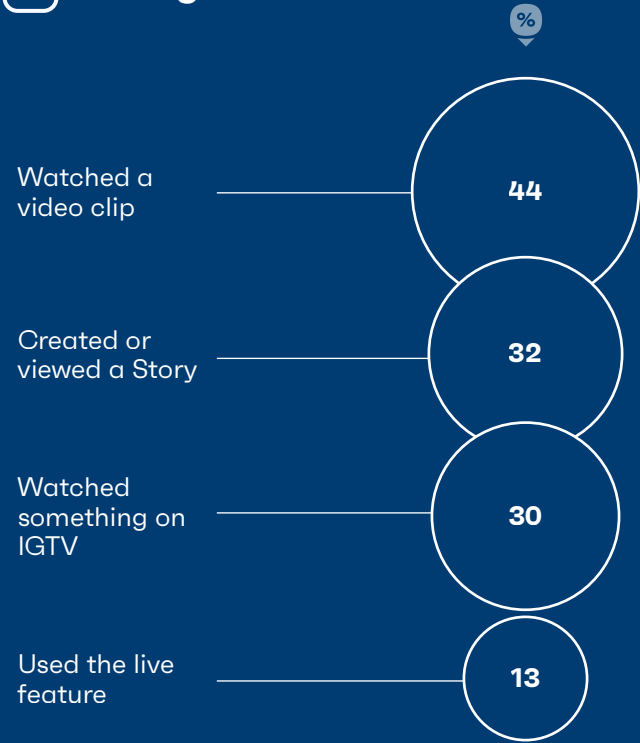 %
Watched a
video clip
44
Created or
viewed a Story
32
Watched
something on
IGTV
30
Used the live
feature
13